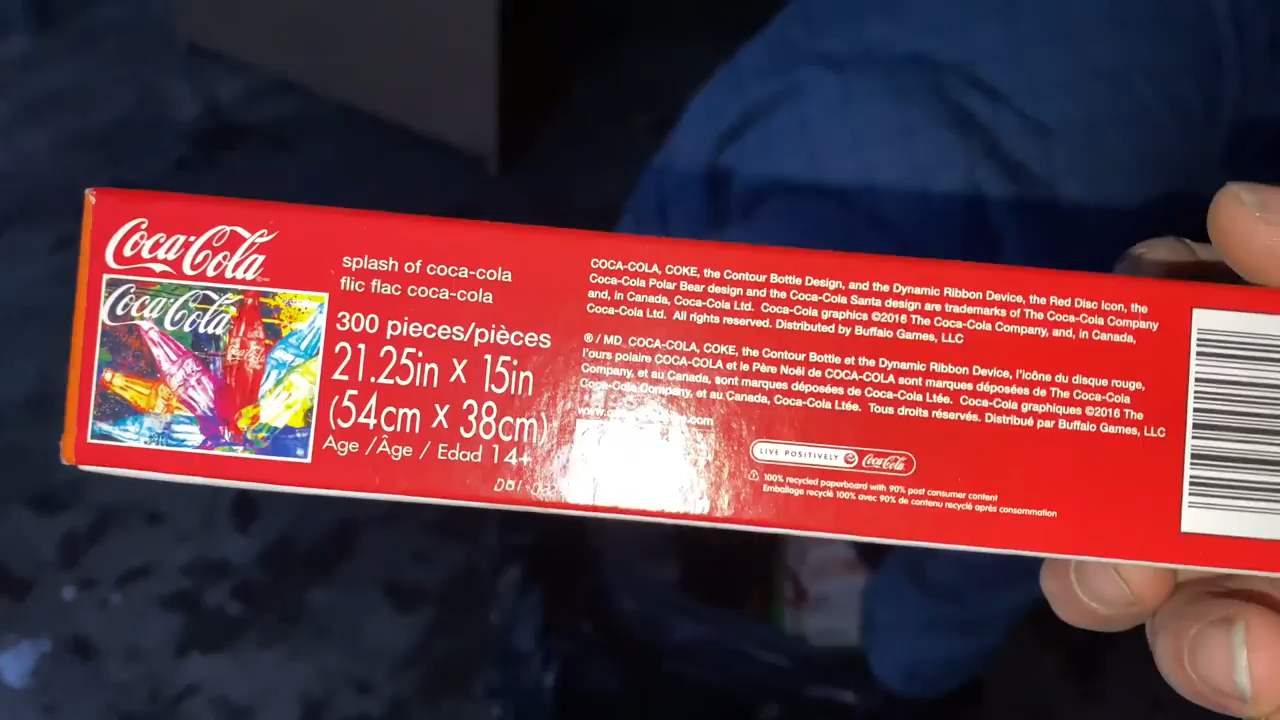 Coca-Cola
Coca-Cola
splash of coca-cola
flic flac coca-cola
300 pieces/pièces
21.25in x 15in
(54cm x 38cm)
Age /Âge / Edad 14+
COCA-COLA, COKE, the Contour Bottle Design, and the Dynamic Ribbon Device, the Red Disc Icon, the
Coca-Cola Polar Bear design and the Coca-Cola Santa design are trademarks of The Coca-Cola Company
and, in Canada, Coca-Cola Ltd. Coca-Cola graphics ©2016 The Coca-Cola Company, and, in Canada,
Coca-Cola Ltd. All rights reserved. Distributed by Buffalo Games, LLC
® / MD COCA-COLA, COKE, the Contour Bottle et the Dynamic Ribbon Device, l'icône du disque rouge,
l'ours polaire COCA-COLA et le Père Noël de COCA-COLA sont marques déposées de The Coca-Cola
Company, et au Canada, sont marques déposées de Coca-Cola Ltée. Coca-Cola graphiques ©2016 The
Coca-Cola Company, et au Canada, Coca-Cola Ltée. Tous droits réservés. Distribué par Buffalo Games, LLC
LIVE POSITIVELY Coca-Cola
100% recycled paperboard with 90% post consumer content
Emballage recyclé 100% avec 90% de contenu recyclé après consommation